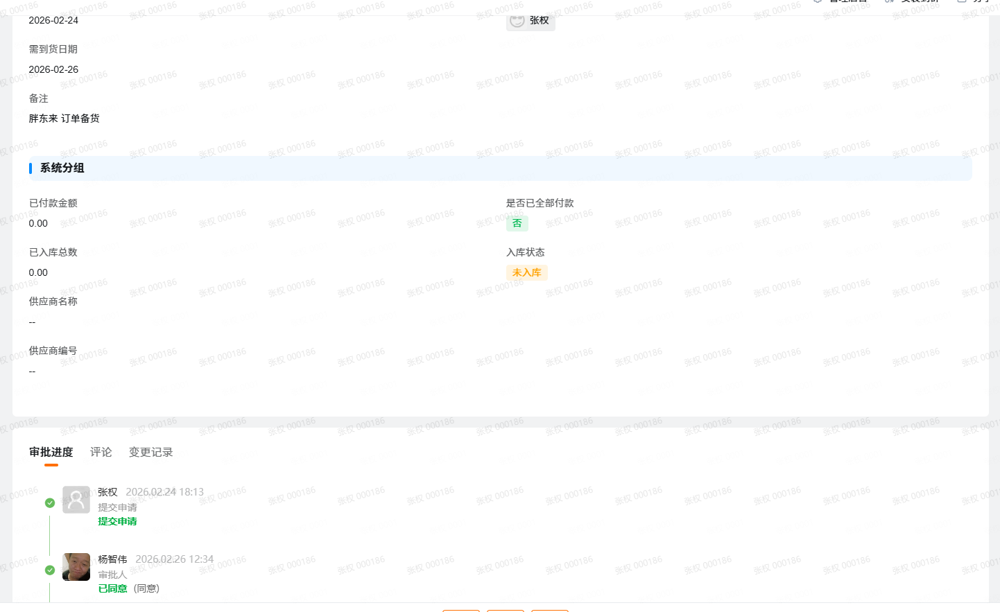 2026-02-24
张权
需到货日期
2026-02-26
备注
胖东来 订单备货
系统分组
已付款金额
是否已全部付款
0.00
否
已入库总数
入库状态
0.00
未入库
供应商名称
--
供应商编号
--
审批进度 评论 变更记录
张权 2026.02.24 18:13
提交申请
提交申请
杨智伟 2026.02.26 12:34
审批人
已同意 (同意)
张权 000186